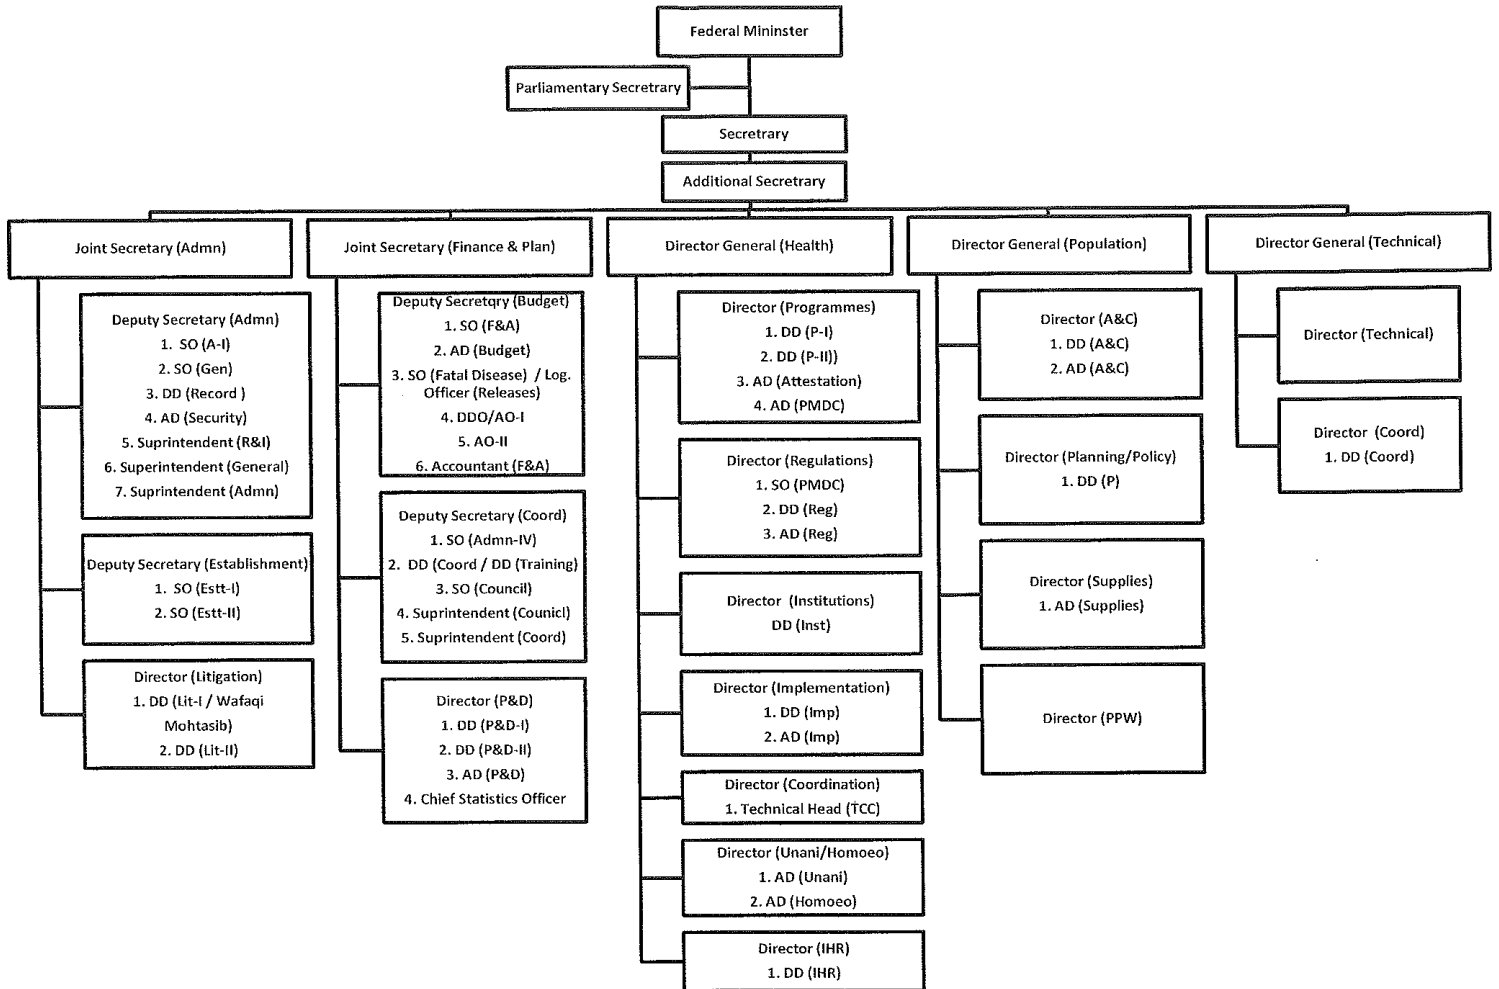 Federal Mininster
Parliamentary Secretrary
Secretrary
Additional Secretrary
Joint Secretrary (Admn)
Deputy Secretary (Admn)
1. SO (A-I)
2. SO (Gen)
3. DD (Record )
4. AD (Security)
5. Suprintendent (R&I)
6. Superintendent (General)
7. Suprintendent (Admn)
Deputy Secretary (Establishment)
1. SO (Estt-I)
2. SO (Estt-II)
Director (Litigation)
1. DD (Lit-I / Wafaqi
Mohtasib)
2. DD (Lit-II)
Joint Secretrary (Finance & Plan)
Deputy Secretqry (Budget)
1. SO (F&A)
2. AD (Budget)
3. SO (Fatal Disease) / Log.
Officer (Releases)
4. DDO/AO-I
5. AO-II
6. Accountant (F&A)
Deputy Secretary (Coord)
1. SO (Admn-IV)
2. DD (Coord / DD (Training)
3. SO (Council)
4. Suprintendent (Counicl)
5. Suprintendent (Coord)
Director (P&D)
1. DD (P&D-I)
2. DD (P&D-II)
3. AD (P&D)
4. Chief Statistics Officer
Director General (Health)
Director (Programmes)
1. DD (P-I)
2. DD (P-II))
3. AD (Attestation)
4. AD (PMDC)
Director (Regulations)
1. SO (PMDC)
2. DD (Reg)
3. AD (Reg)
Director (Institutions)
DD (Inst)
Director (Implementation)
1. DD (Imp)
2. AD (Imp)
Director (Coordination)
1. Technical Head (TCC)
Director (Unani/Homoeo)
1. AD (Unani)
2. AD (Homoeo)
Director (IHR)
1. DD (IHR)
Director General (Population)
Director (A&C)
1. DD (A&C)
2. AD (A&C)
Director (Planning/Policy)
1. DD (P)
Director (Supplies)
1. AD (Supplies)
Director (PPW)
Director General (Technical)
Director (Technical)
Director (Coord)
1. DD (Coord)